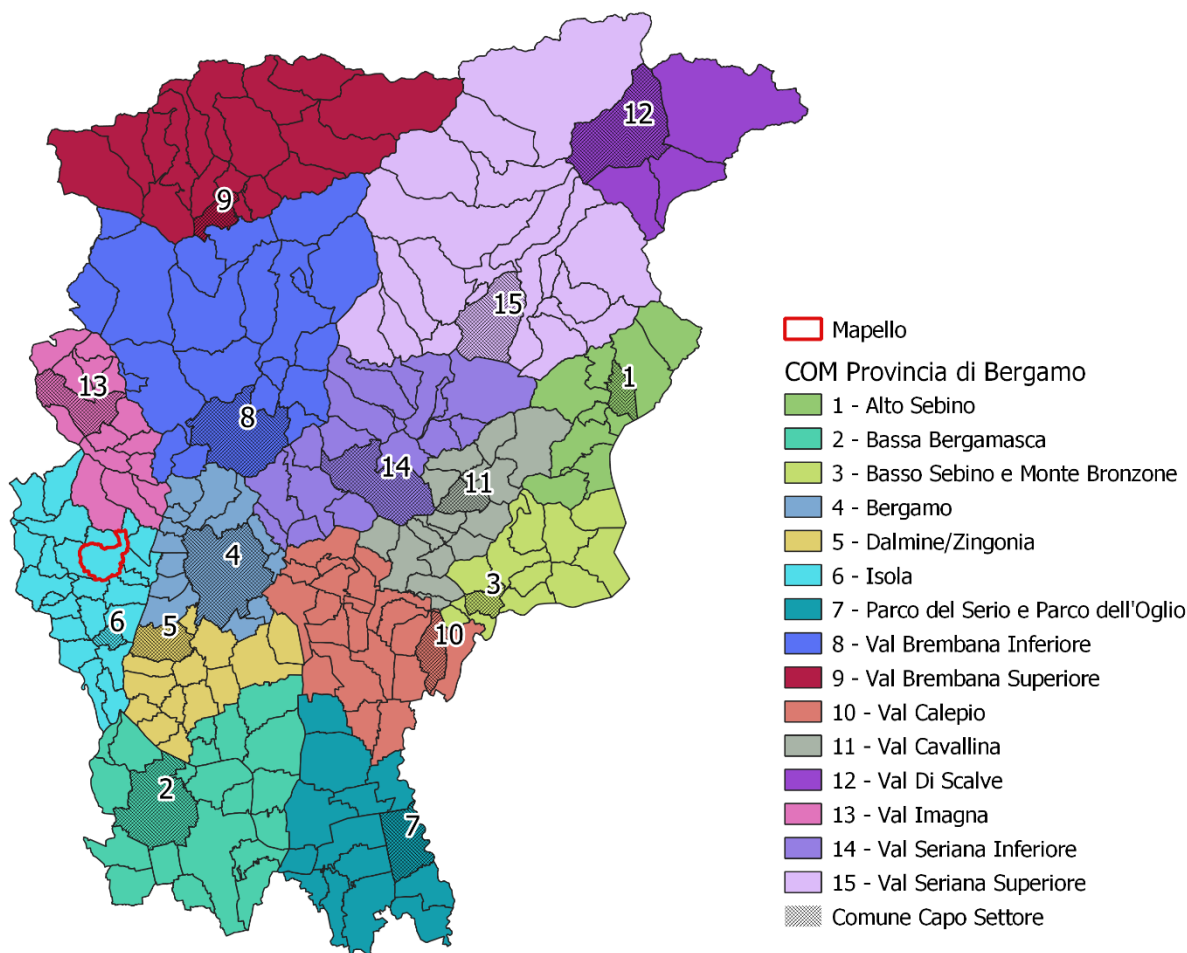 12
9
15
1
13
8
14
11
4
3
6
5
10
2
7
Mapello
COM Provincia di Bergamo
1 - Alto Sebino
2 - Bassa Bergamasca
3 - Basso Sebino e Monte Bronzone
4 - Bergamo
5 - Dalmine/Zingonia
6 - Isola
7 - Parco del Serio e Parco dell'Oglio
8 - Val Brembana Inferiore
9 - Val Brembana Superiore
10 - Val Calepio
11 - Val Cavallina
12 - Val Di Scalve
13 - Val Imagna
14 - Val Seriana Inferiore
15 - Val Seriana Superiore
Comune Capo Settore